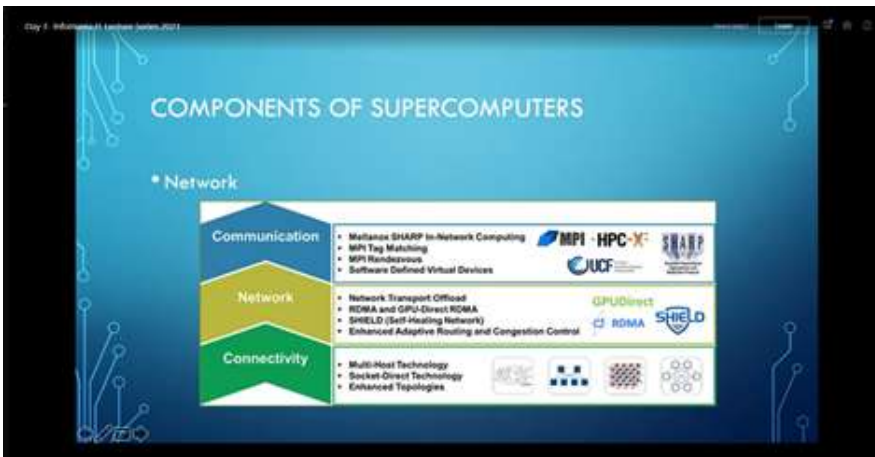 Day 1 Informatics Lecture Series 2021
COMPONENTS OF SUPERCOMPUTERS
• Network
Communication
• Mellanox SHARP In-Network Computing
• MPI Tag Matching
• MPI Rendezvous
• Software Defined Virtual Devices
MPI HPC-X
UCF
SHARP
Network
• Network Transport Offload
• RDMA and GPU-Direct RDMA
• SHIELD (Self-Healing Network)
• Enhanced Adaptive Routing and Congestion Control
GPUDirect
RDMA
SHIELD
Connectivity
• Multi-Host Technology
• Socket-Direct Technology
• Enhanced Topologies